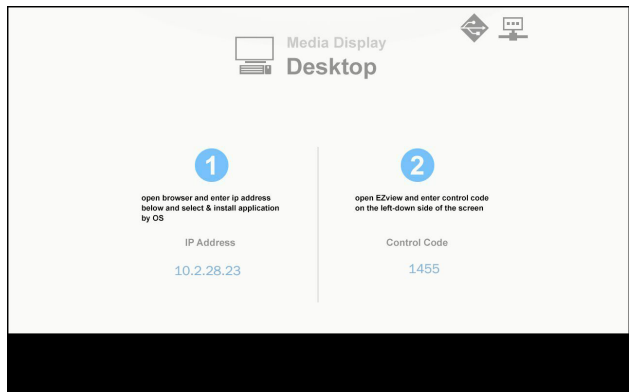 Media Display
Desktop
1
open browser and enter ip address
below and select & install application
by OS
IP Address
10.2.28.23
2
open EZview and enter control code
on the left-down side of the screen
Control Code
1455